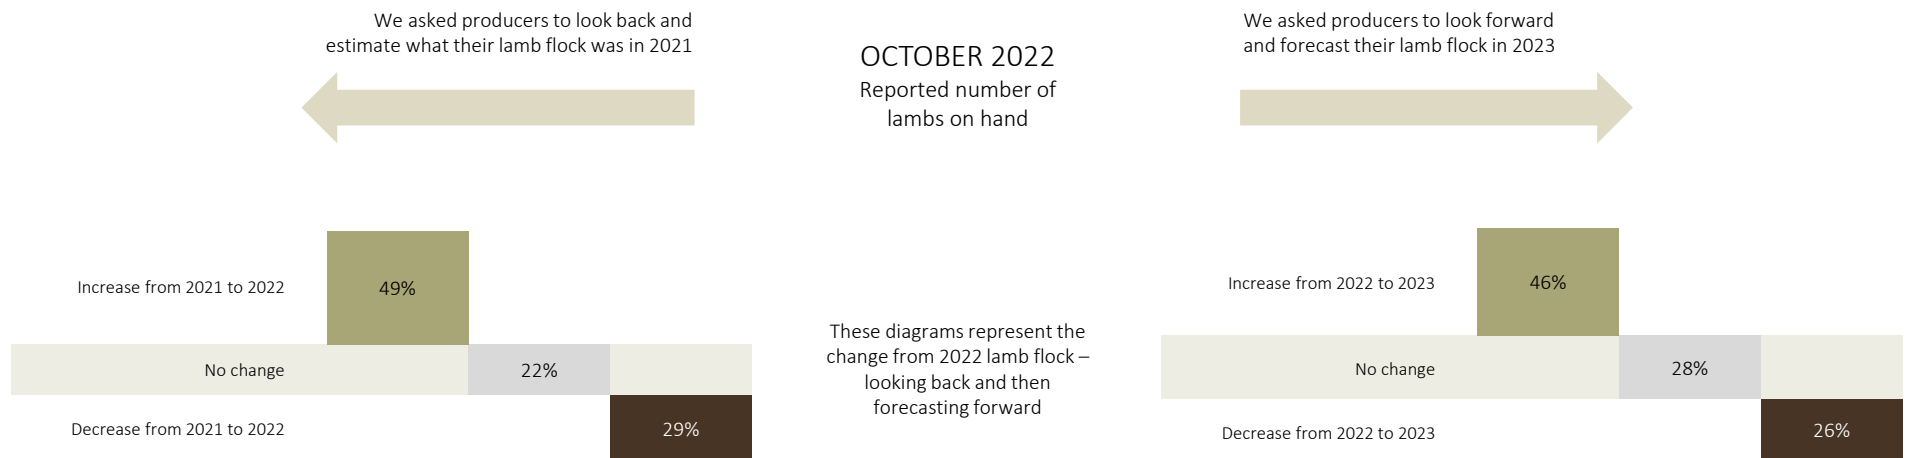 We asked producers to look back and
estimate what their lamb flock was in 2021
OCTOBER 2022
Reported number of
lambs on hand
We asked producers to look forward
and forecast their lamb flock in 2023
Increase from 2021 to 2022
49%
No change
22%
Decrease from 2021 to 2022
29%
These diagrams represent the
change from 2022 lamb flock –
looking back and then
forecasting forward
Increase from 2022 to 2023
46%
No change
28%
Decrease from 2022 to 2023
26%